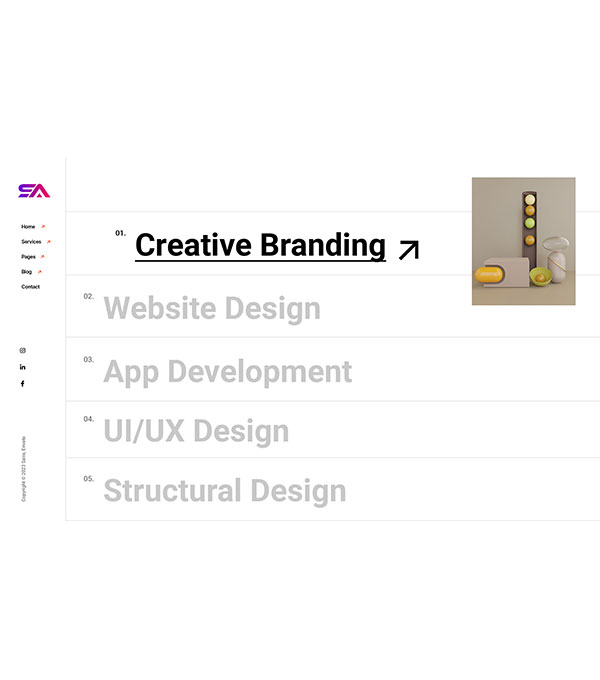 SA
Home
Services
Pages
Blog
Contact
Copyright © 2023 Saira, Envato
01.
Creative Branding
02.
Website Design
03.
App Development
04.
UI/UX Design
05.
Structural Design